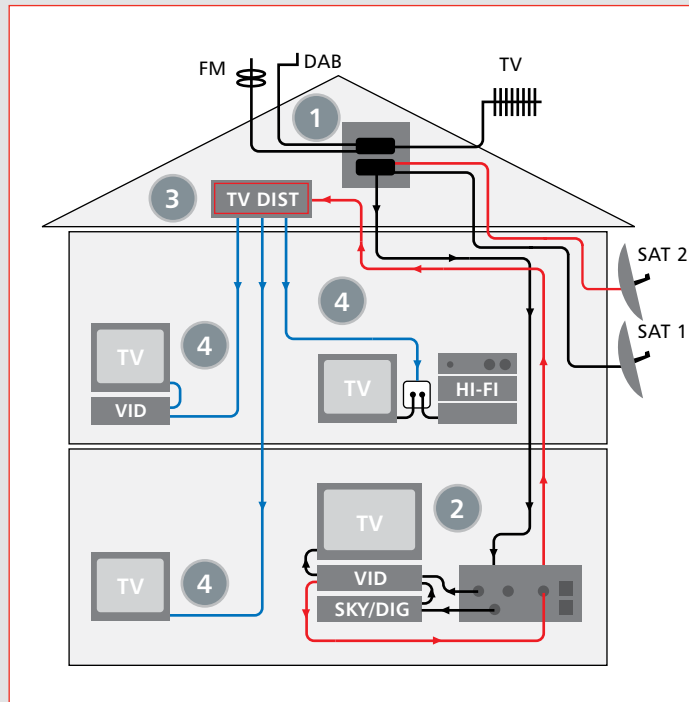 FM
DAB
TV
1
3
TV DIST
SAT 2
4
SAT 1
TV
4
VID
TV
HI-FI
2
TV
TV
4
VID
SKY/DIG